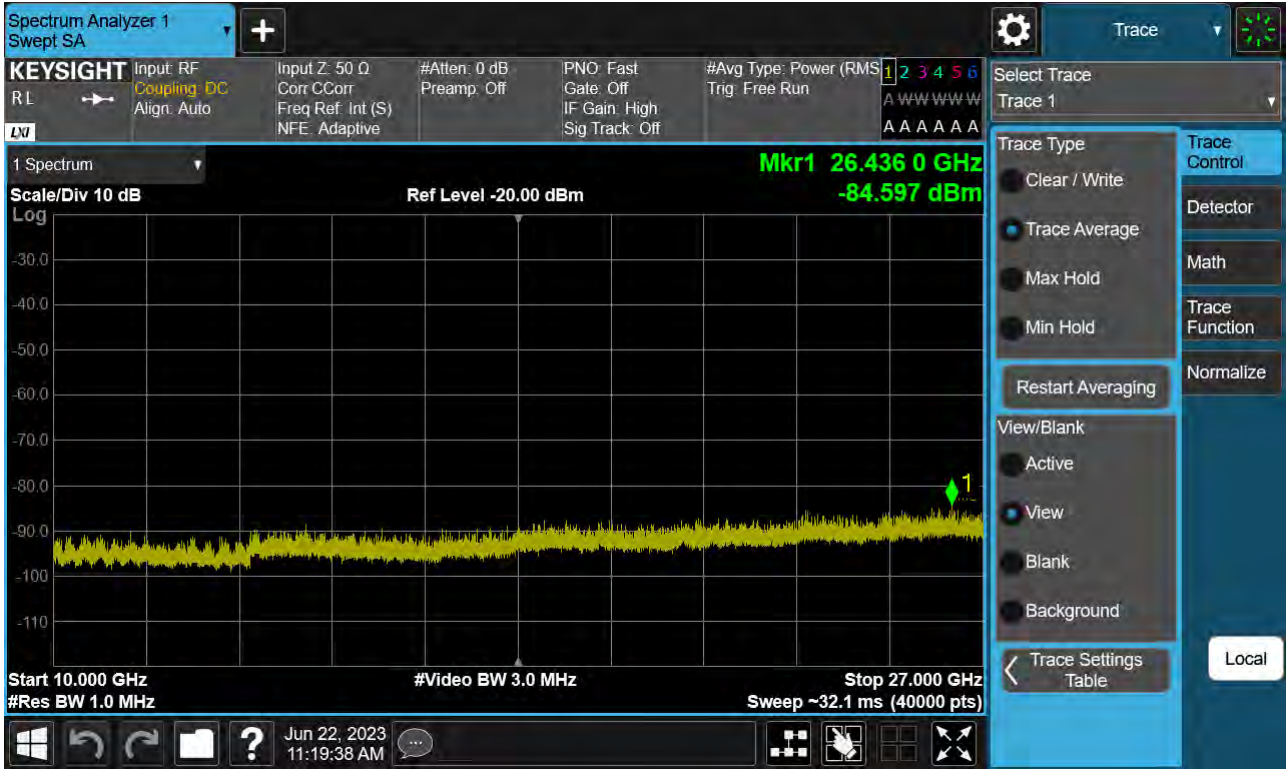 Spectrum Analyzer 1
Swept SA
Trace
KEYSIGHT
R L
LXI
Input: RF
Coupling: DC
Align: Auto
Input Z: 50 Ω
Corr CCorr
Freq Ref: Int (S)
NFE: Adaptive
#Atten: 0 dB
Preamp: Off
PNO: Fast
Gate: Off
IF Gain: High
Sig Track: Off
#Avg Type: Power (RMS
Trig: Free Run
1 2 3 4 5 6
A W W W W W
A A A A A A
Select Trace
Trace 1
1 Spectrum
Scale/Div 10 dB
Ref Level -20.00 dBm
Mkr1 26.436 0 GHz
-84.597 dBm
Log
-30.0
-40.0
-50.0
-60.0
-70.0
-80.0
-90.0
-100
-110
1
Start 10.000 GHz
#Video BW 3.0 MHz
Stop 27.000 GHz
#Res BW 1.0 MHz
Sweep ~32.1 ms (40000 pts)
Trace Type
Clear / Write
Trace Average
Max Hold
Min Hold
Restart Averaging
View/Blank
Active
View
Blank
Background
Trace Settings
Table
Trace
Control
Detector
Math
Trace
Function
Normalize
Local
?
Jun 22, 2023
11:19:38 AM